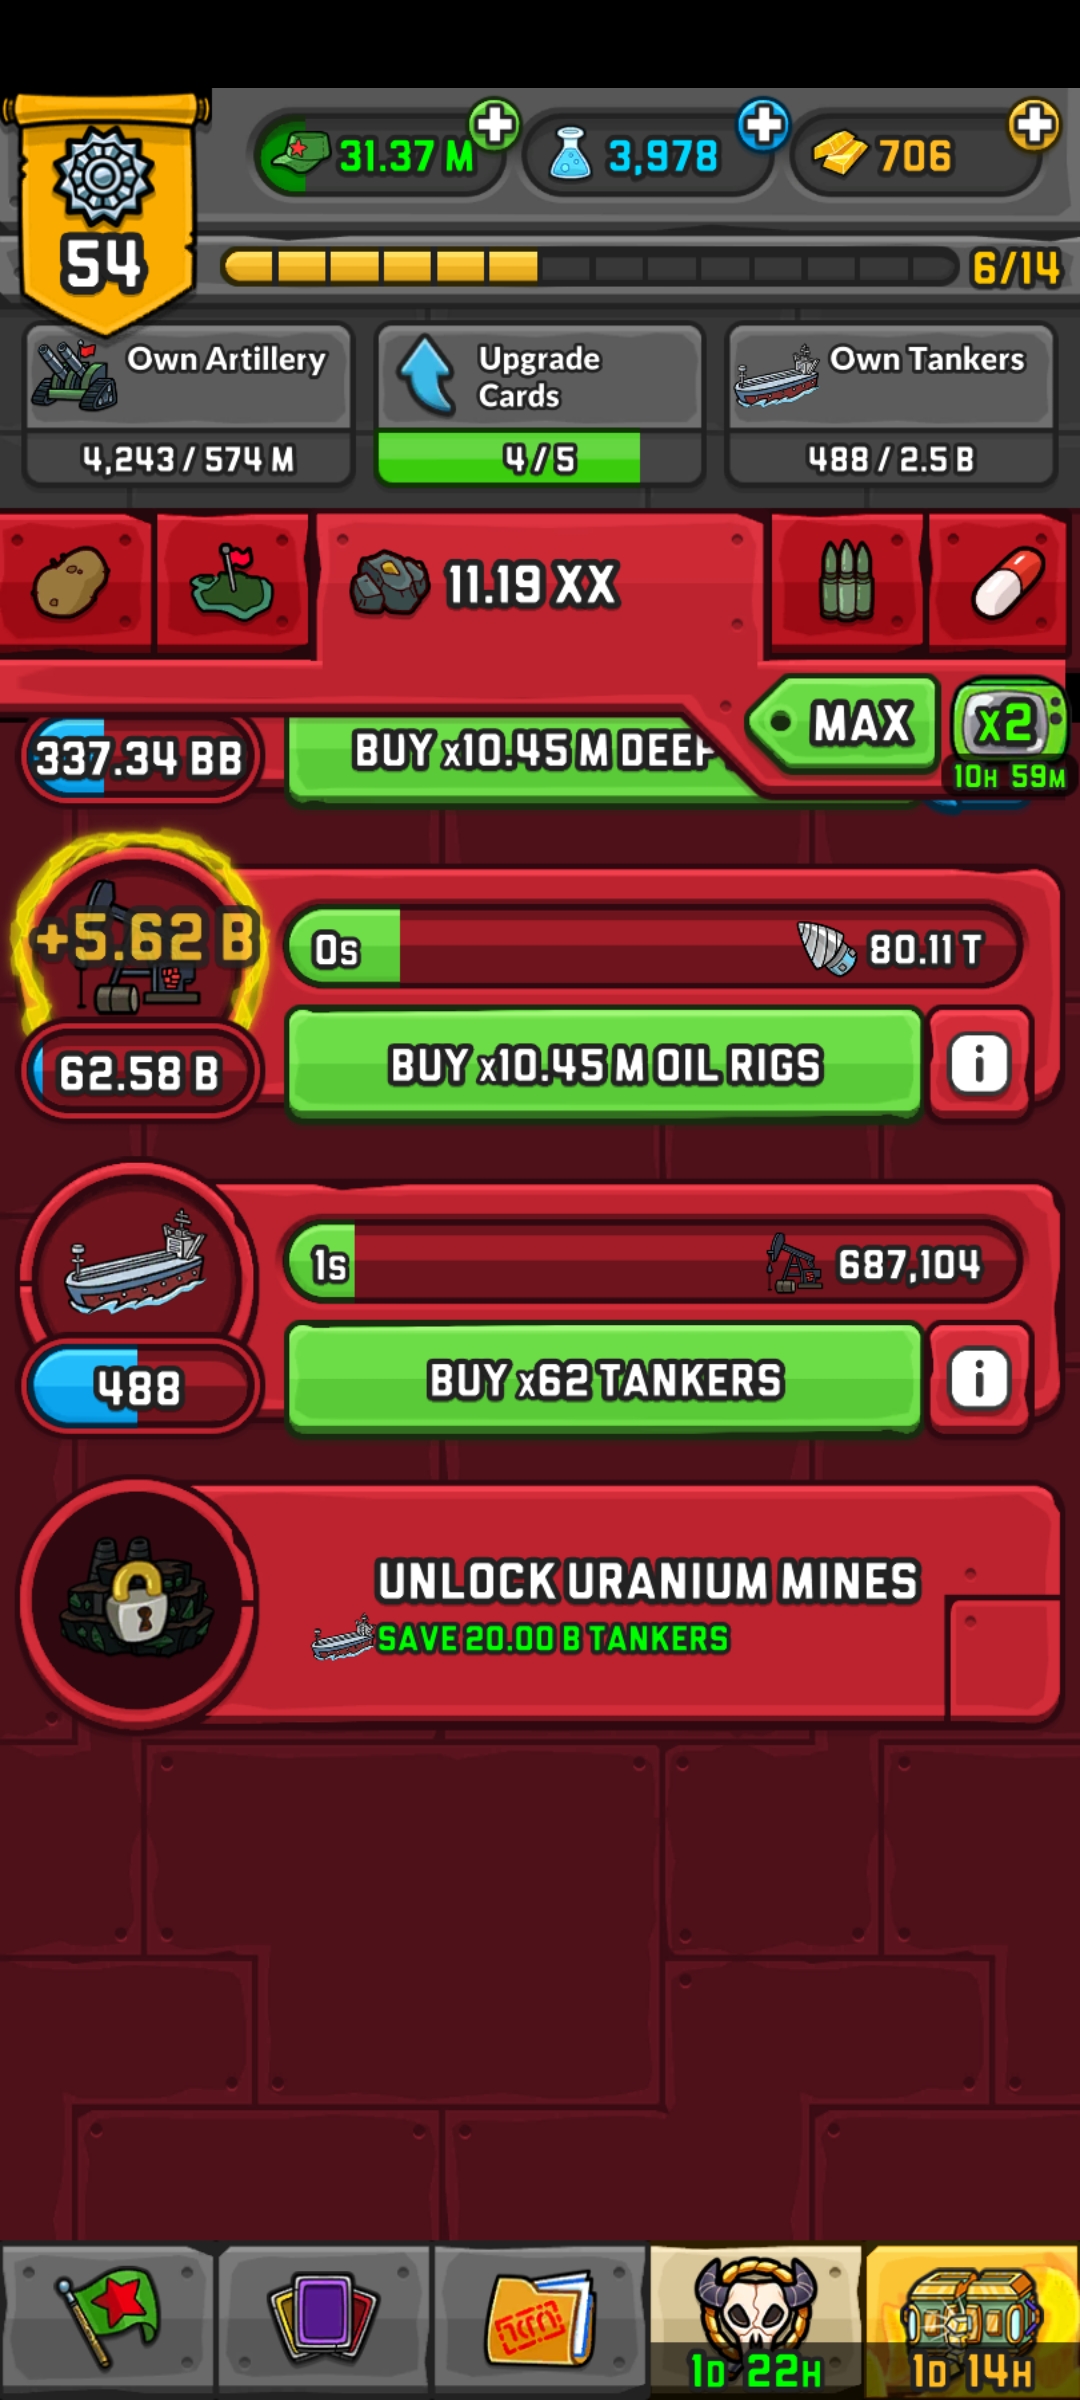 31.37 M
3,978
706
54
6/14
Own Artillery
4,243 / 574 M
Upgrade
Cards
4 / 5
Own Tankers
488 / 2.5 B
11.19 XX
MAX
x2
10H 59M
337.34 BB
BUY x10.45 M DEEP
+5.62 B
0s
80.11 T
62.58 B
BUY x10.45 M OIL RIGS
i
1s
687,104
488
BUY x62 TANKERS
i
UNLOCK URANIUM MINES
SAVE 20.00 B TANKERS
1D 22H
1D 14H